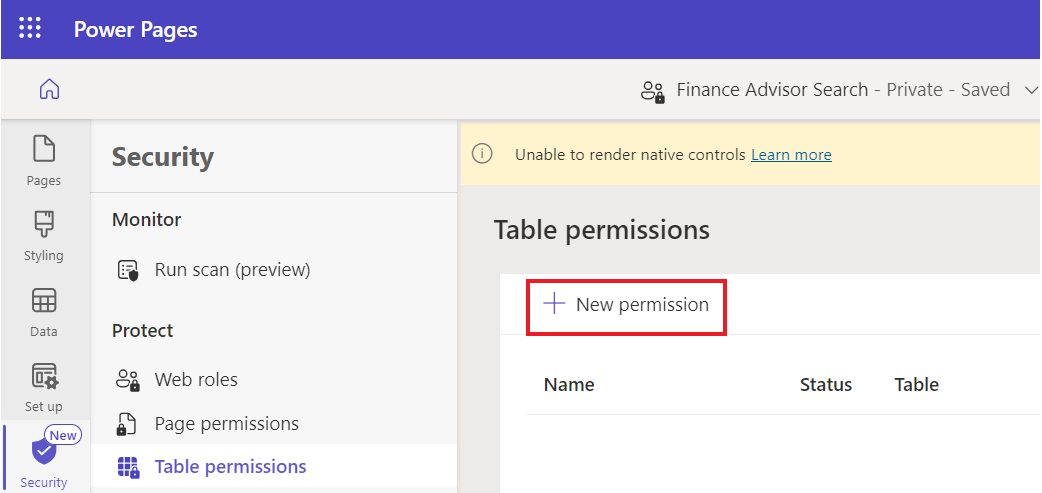 Power Pages
Finance Advisor Search - Private - Saved
Pages
Styling
Data
Set up
New
Security
Security
Monitor
Run scan (preview)
Protect
Web roles
Page permissions
Table permissions
Unable to render native controls Learn more
Table permissions
New permission
Name Status Table